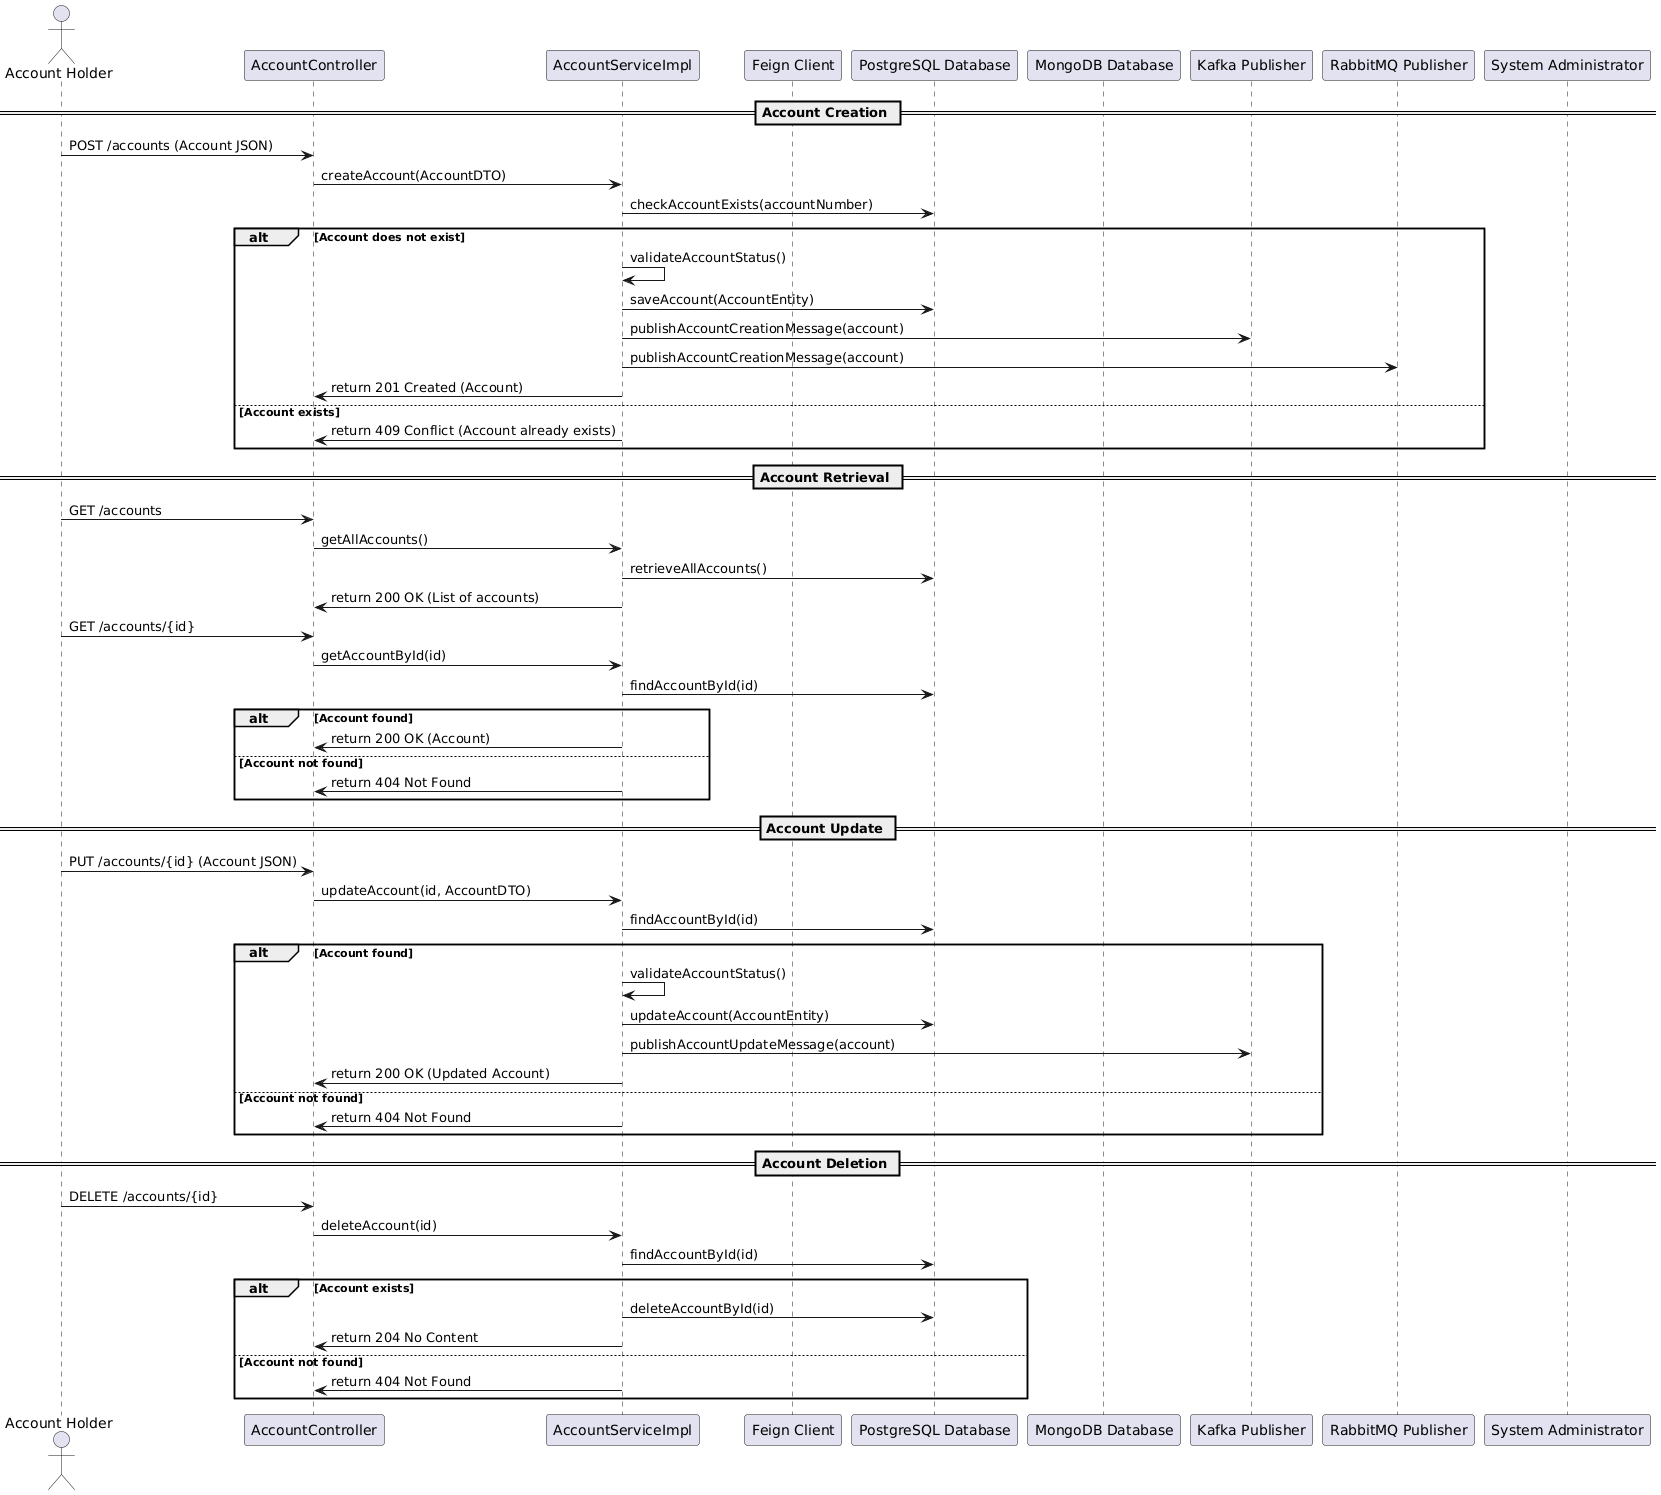 Account Holder
AccountController
AccountServiceImpl
Feign Client
PostgreSQL Database
MongoDB Database
Kafka Publisher
RabbitMQ Publisher
System Administrator
Account Creation
POST /accounts (Account JSON)
createAccount(AccountDTO)
checkAccountExists(accountNumber)
alt
[Account does not exist]
validateAccountStatus()
saveAccount(AccountEntity)
publishAccountCreationMessage(account)
publishAccountCreationMessage(account)
return 201 Created (Account)
[Account exists]
return 409 Conflict (Account already exists)
Account Retrieval
GET /accounts
getAllAccounts()
retrieveAllAccounts()
return 200 OK (List of accounts)
GET /accounts/{id}
getAccountById(id)
findAccountById(id)
alt
[Account found]
return 200 OK (Account)
[Account not found]
return 404 Not Found
Account Update
PUT /accounts/{id} (Account JSON)
updateAccount(id, AccountDTO)
findAccountById(id)
alt
[Account found]
validateAccountStatus()
updateAccount(AccountEntity)
publishAccountUpdateMessage(account)
return 200 OK (Updated Account)
[Account not found]
return 404 Not Found
Account Deletion
DELETE /accounts/{id}
deleteAccount(id)
findAccountById(id)
alt
[Account exists]
deleteAccountById(id)
return 204 No Content
[Account not found]
return 404 Not Found
Account Holder
AccountController
AccountServiceImpl
Feign Client
PostgreSQL Database
MongoDB Database
Kafka Publisher
RabbitMQ Publisher
System Administrator